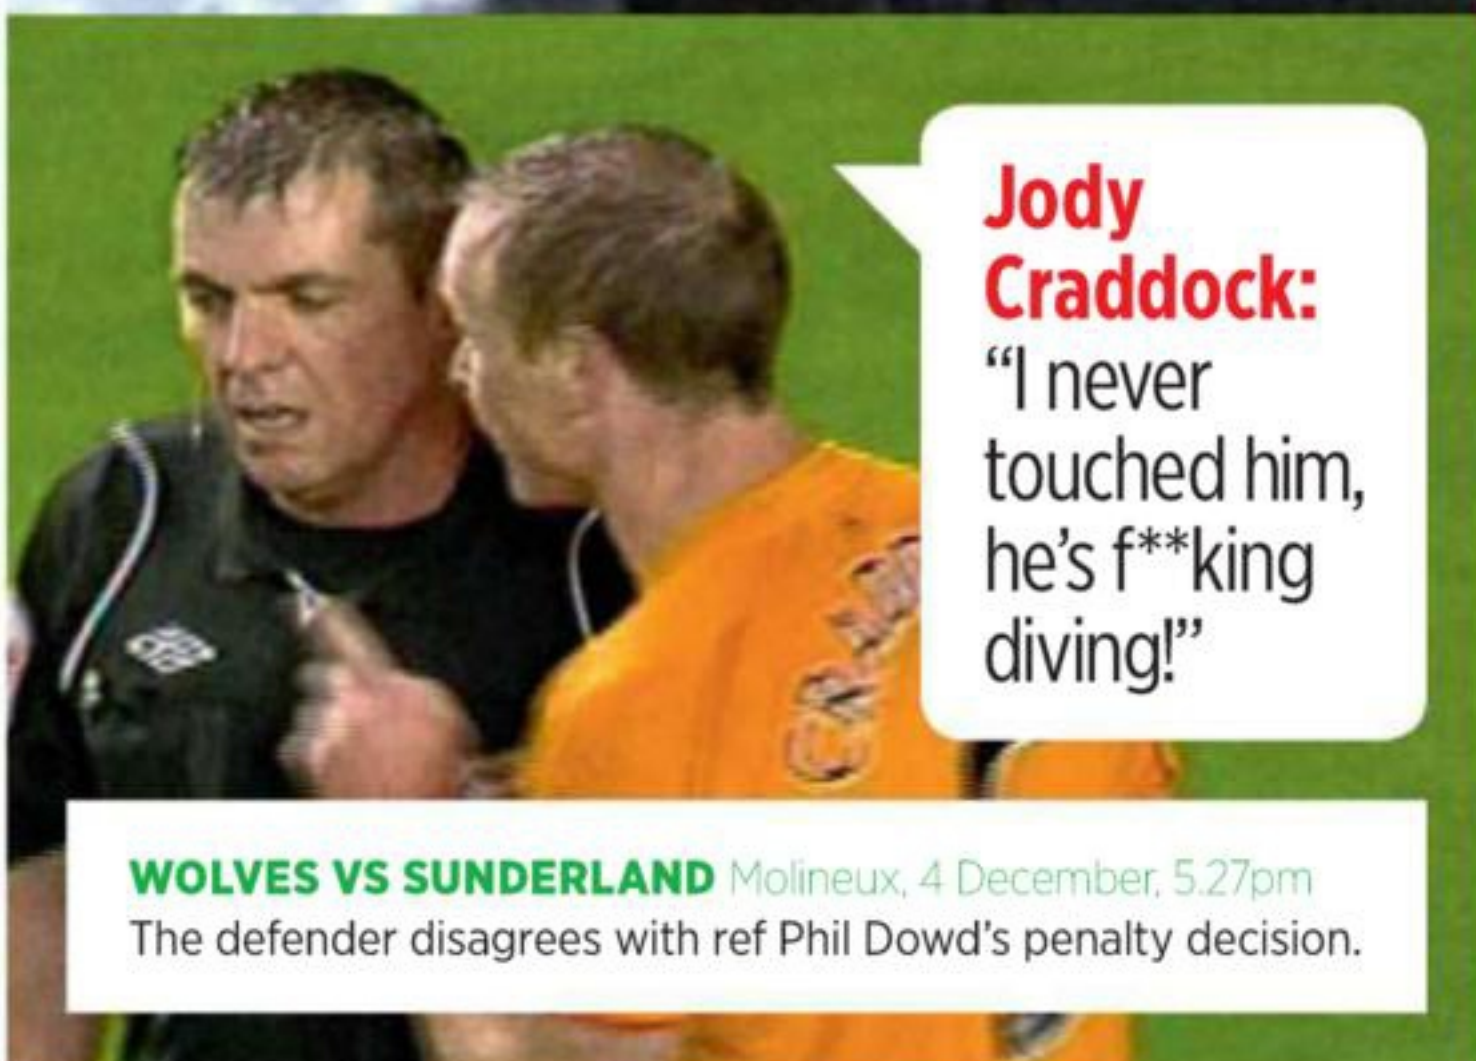 Jody
Craddock:
“I never
touched him,
he’s f**king
diving!”
WOLVES VS SUNDERLAND Molineux, 4 December, 5.27pm
The defender disagrees with ref Phil Dowd’s penalty decision.